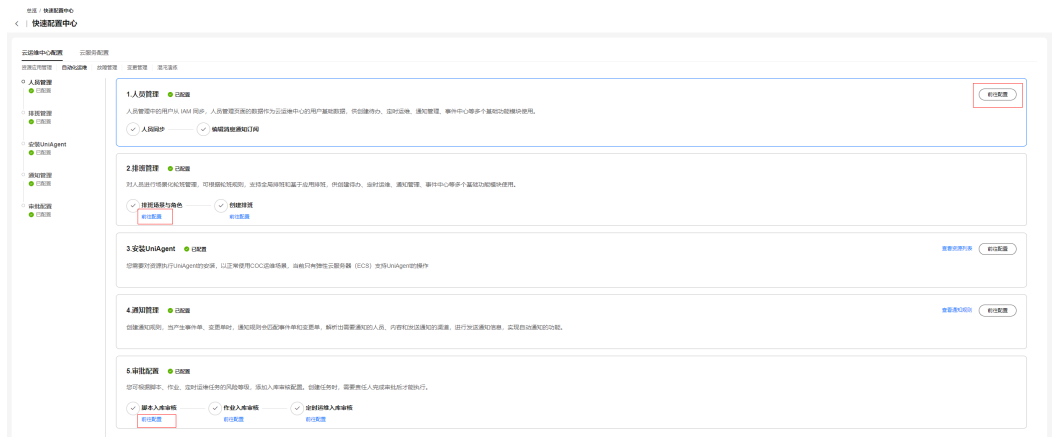 总览 / 快速配置中心
< | 快速配置中心
云运维中心配置 云服务配置
资源应用管理 自动化运维 故障管理 变更管理 混沌演练
人员管理
已配置
排班管理
已配置
安装UniAgent
已配置
通知管理
已配置
审批配置
已配置
1.人员管理 已配置
前往配置
人员管理中的用户从 IAM 同步，人员管理页面的数据作为云运维中心的用户基础数据，供创建待办、定时运维、通知管理、事件中心等多个基础功能模块使用。
人员同步 编辑消息通知订阅
2.排班管理 已配置
对人员进行场景化轮班管理，可根据轮班规则，支持全局排班和基于应用排班，供创建待办、定时运维、通知管理、事件中心等多个基础功能模块使用。
排班场景与角色 创建排班
前往配置 前往配置
3.安装UniAgent 已配置
查看资源列表 前往配置
您需要对资源执行UniAgent的安装，以正常使用COC运维场景，当前只有弹性云服务器（ECS）支持UniAgent的操作
4.通知管理 已配置
查看通知规则 前往配置
创建通知规则，当产生事件单、变更单时，通知规则会匹配事件单和变更单，解析出需要通知的人员、内容和发送通知的渠道，进行发送通知信息，实现自动通知的功能。
5.审批配置 已配置
您可根据脚本、作业、定时运维任务的风险等级，添加入库审核配置。创建任务时，需要责任人完成审批后才能执行。
脚本入库审核 作业入库审核 定时运维入库审核
前往配置 前往配置 前往配置